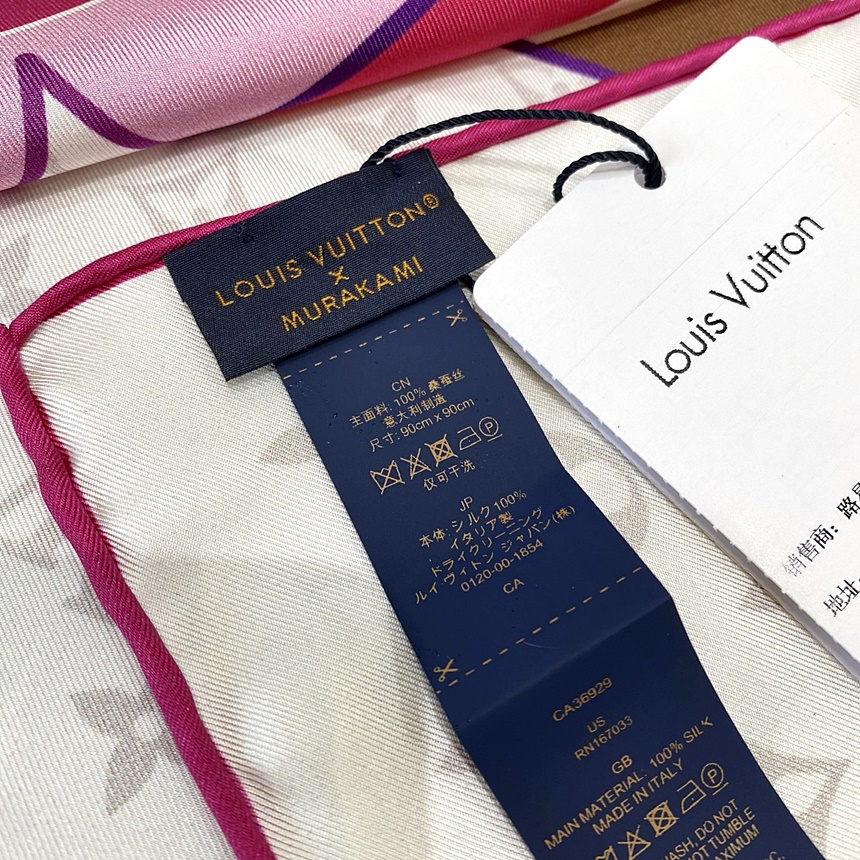 LOUIS VUITTON®
×
MURAKAMI
CN
主面料: 100% 桑蚕丝
意大利制造
尺寸: 90cm x 90cm
P
仅可干洗
JP
本体: シルク 100%
イタリア製
ドライクリーニング
ルイ ヴィトン ジャパン(株)
0120-00-1854
CA
CA36929
US
RN167033
GB
MAIN MATERIAL: 100% SILK
MADE IN ITALY
P
WASH, DO NOT
NOT TUMBLE
Louis Vuitton
销售商: 路易
地址